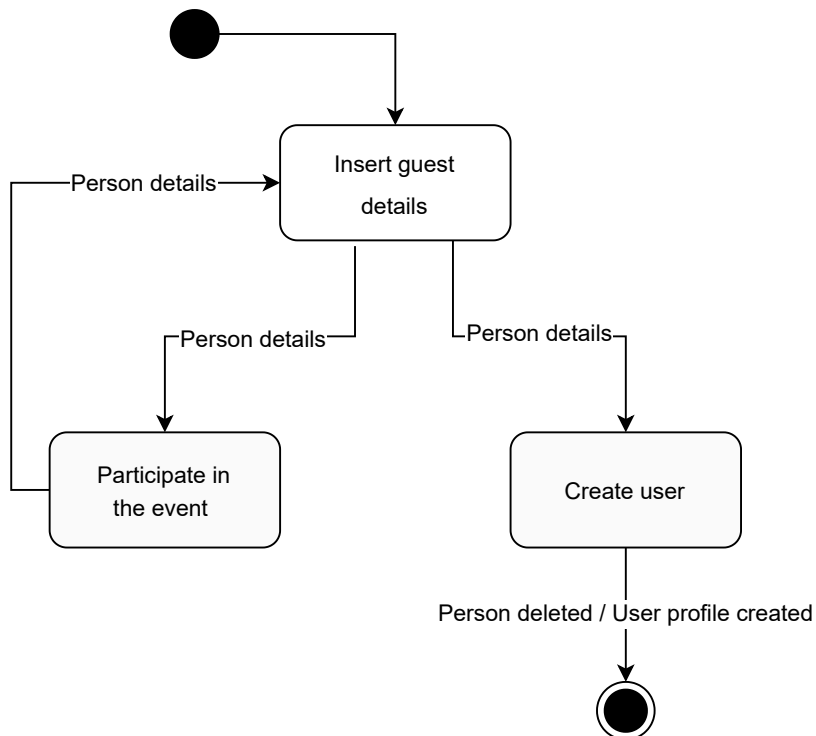 Insert guest
details
Person details
Person details
Person details
Participate in
the event
Create user
Person deleted / User profile created